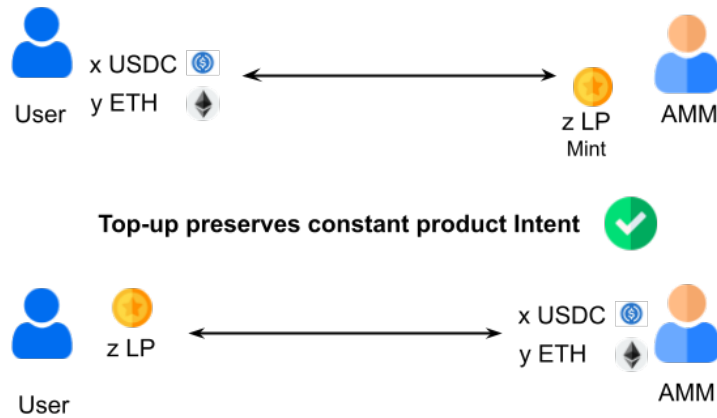 x USDC
User
y ETH
z LP
Mint
AMM
Top-up preserves constant product Intent
z LP
User
x USDC
y ETH
AMM